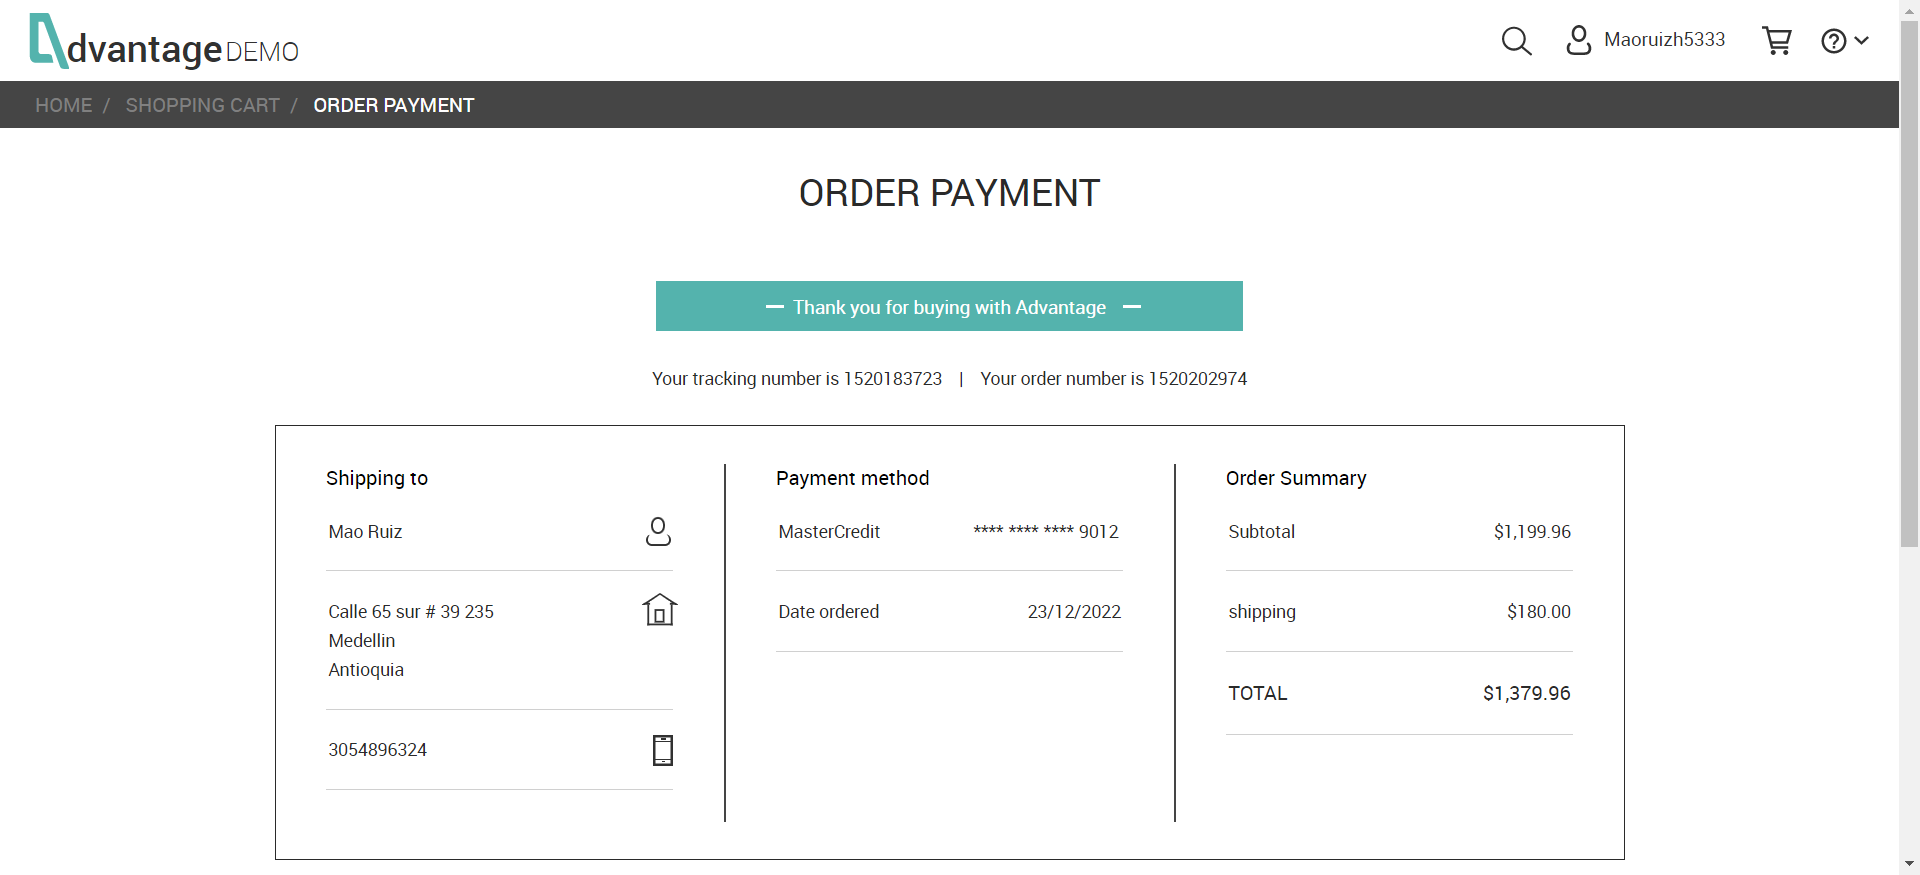 dvantage DEMO
Maoruizh5333
HOME / SHOPPING CART / ORDER PAYMENT
ORDER PAYMENT
— Thank you for buying with Advantage —
Your tracking number is 1520183723 | Your order number is 1520202974
Shipping to
Mao Ruiz
Calle 65 sur # 39 235
Medellin
Antioquia
3054896324
Payment method
MasterCredit **** **** **** 9012
Date ordered 23/12/2022
Order Summary
Subtotal $1,199.96
shipping $180.00
TOTAL $1,379.96